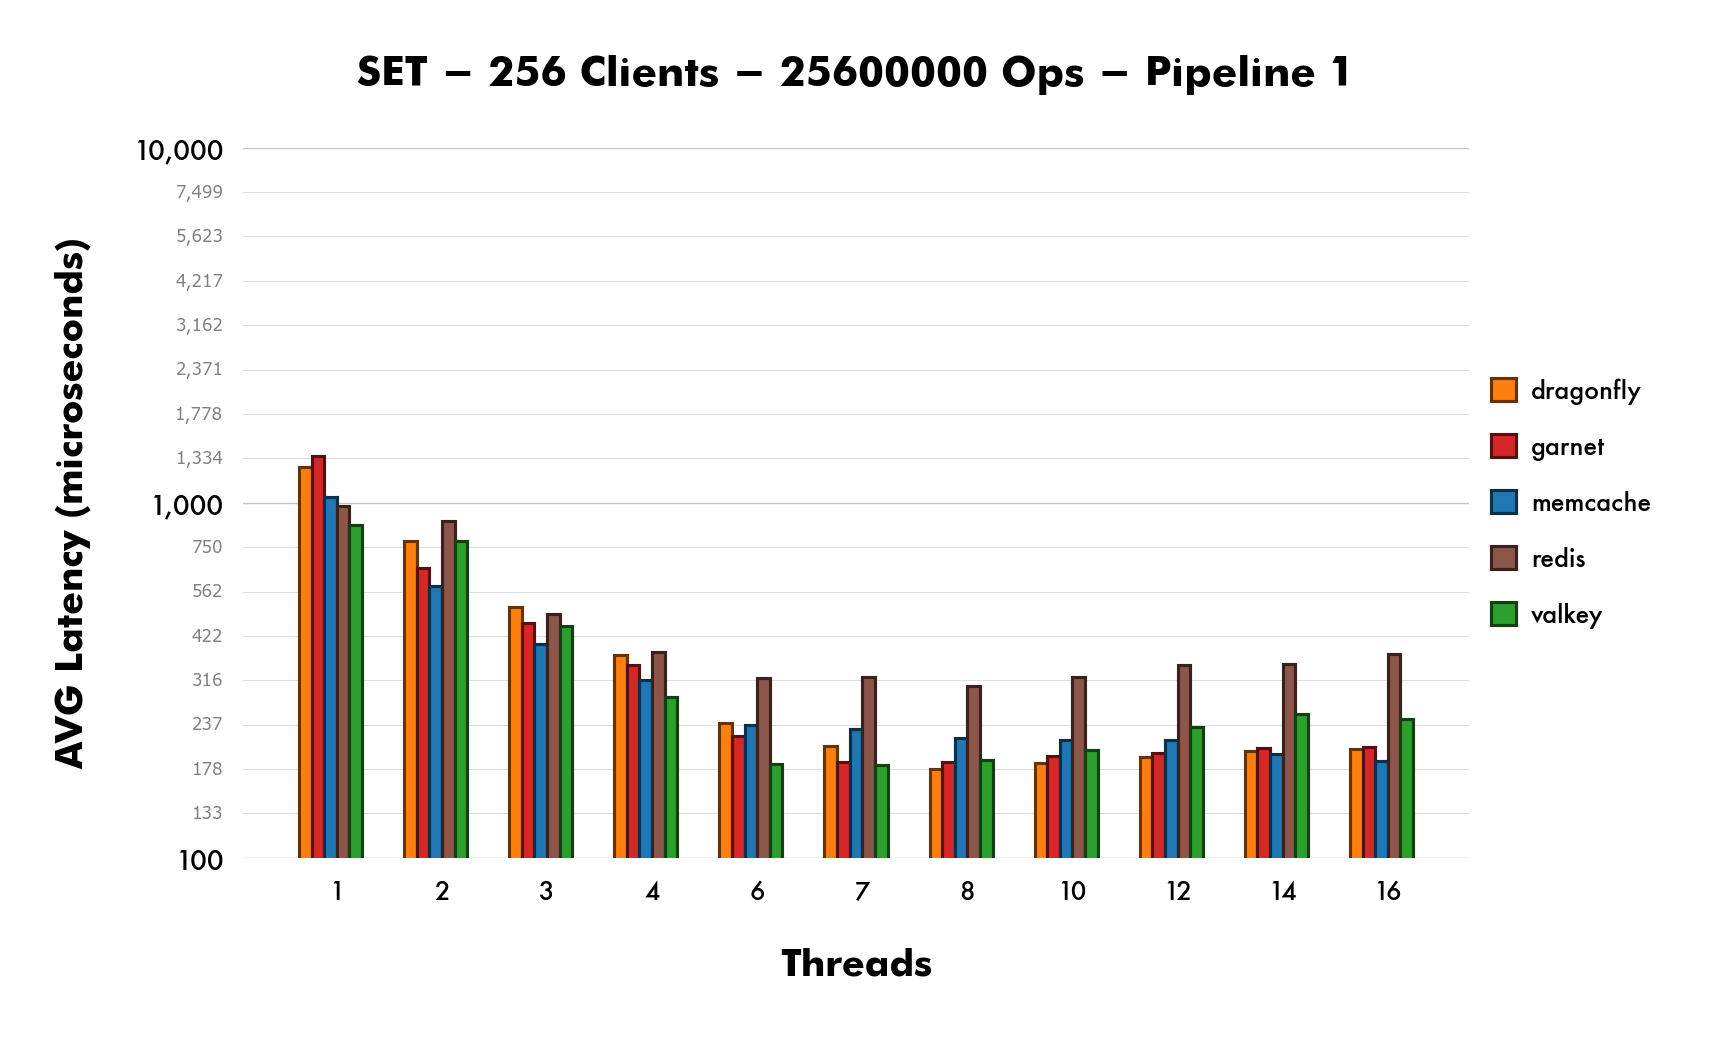 SET – 256 Clients – 25600000 Ops – Pipeline 1
AVG Latency (microseconds)
10,000
7,499
5,623
4,217
3,162
2,371
1,778
1,334
1,000
750
562
422
316
237
178
133
100
1 2 3 4 6 7 8 10 12 14 16
Threads
dragonfly
garnet
memcache
redis
valkey